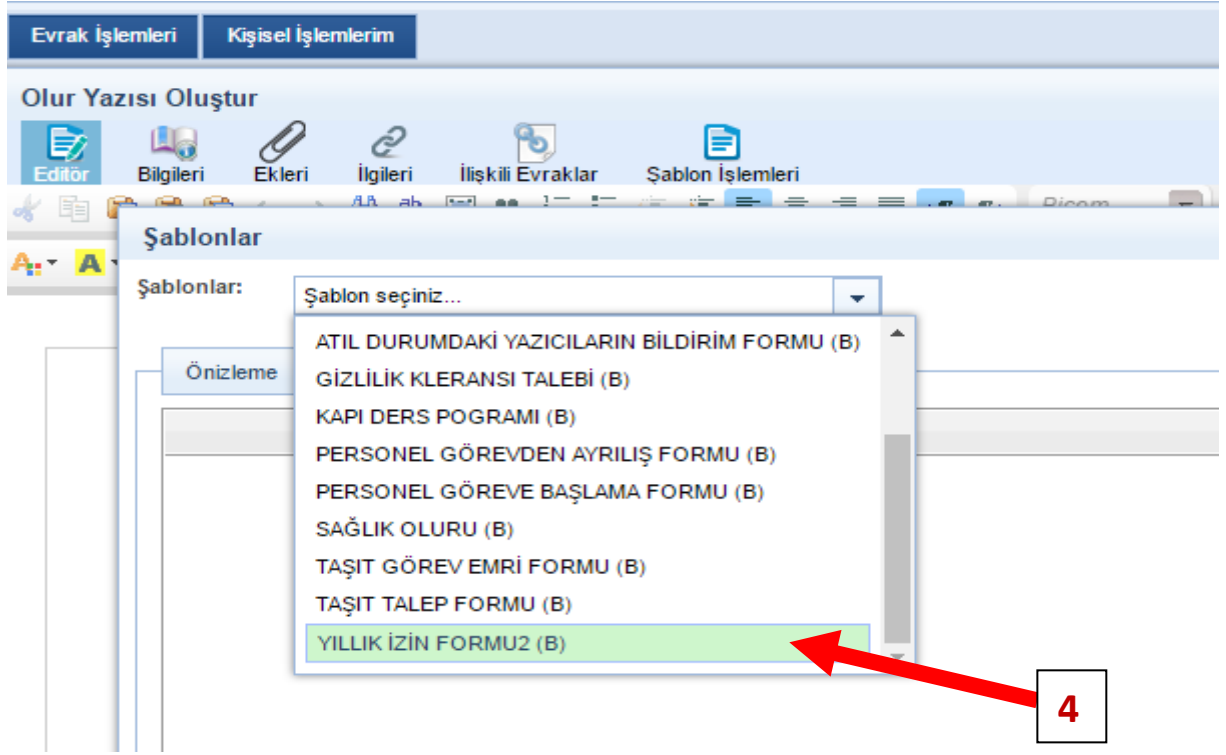 Evrak İşlemleri Kişisel İşlemlerim
Olur Yazısı Oluştur
Editör Bilgileri Ekleri İlgileri İlişkili Evraklar Şablon İşlemleri
Şablonlar
Şablonlar: Şablon seçiniz...
ATIL DURUMDAKİ YAZICILARIN BİLDİRİM FORMU (B)
Önizleme
GİZLİLİK KLERANSI TALEBİ (B)
KAPI DERS POGRAMI (B)
PERSONEL GÖREVDEN AYRILIŞ FORMU (B)
PERSONEL GÖREVE BAŞLAMA FORMU (B)
SAĞLIK OLURU (B)
TAŞIT GÖREV EMRİ FORMU (B)
TAŞIT TALEP FORMU (B)
YILLIK İZİN FORMU2 (B)
4